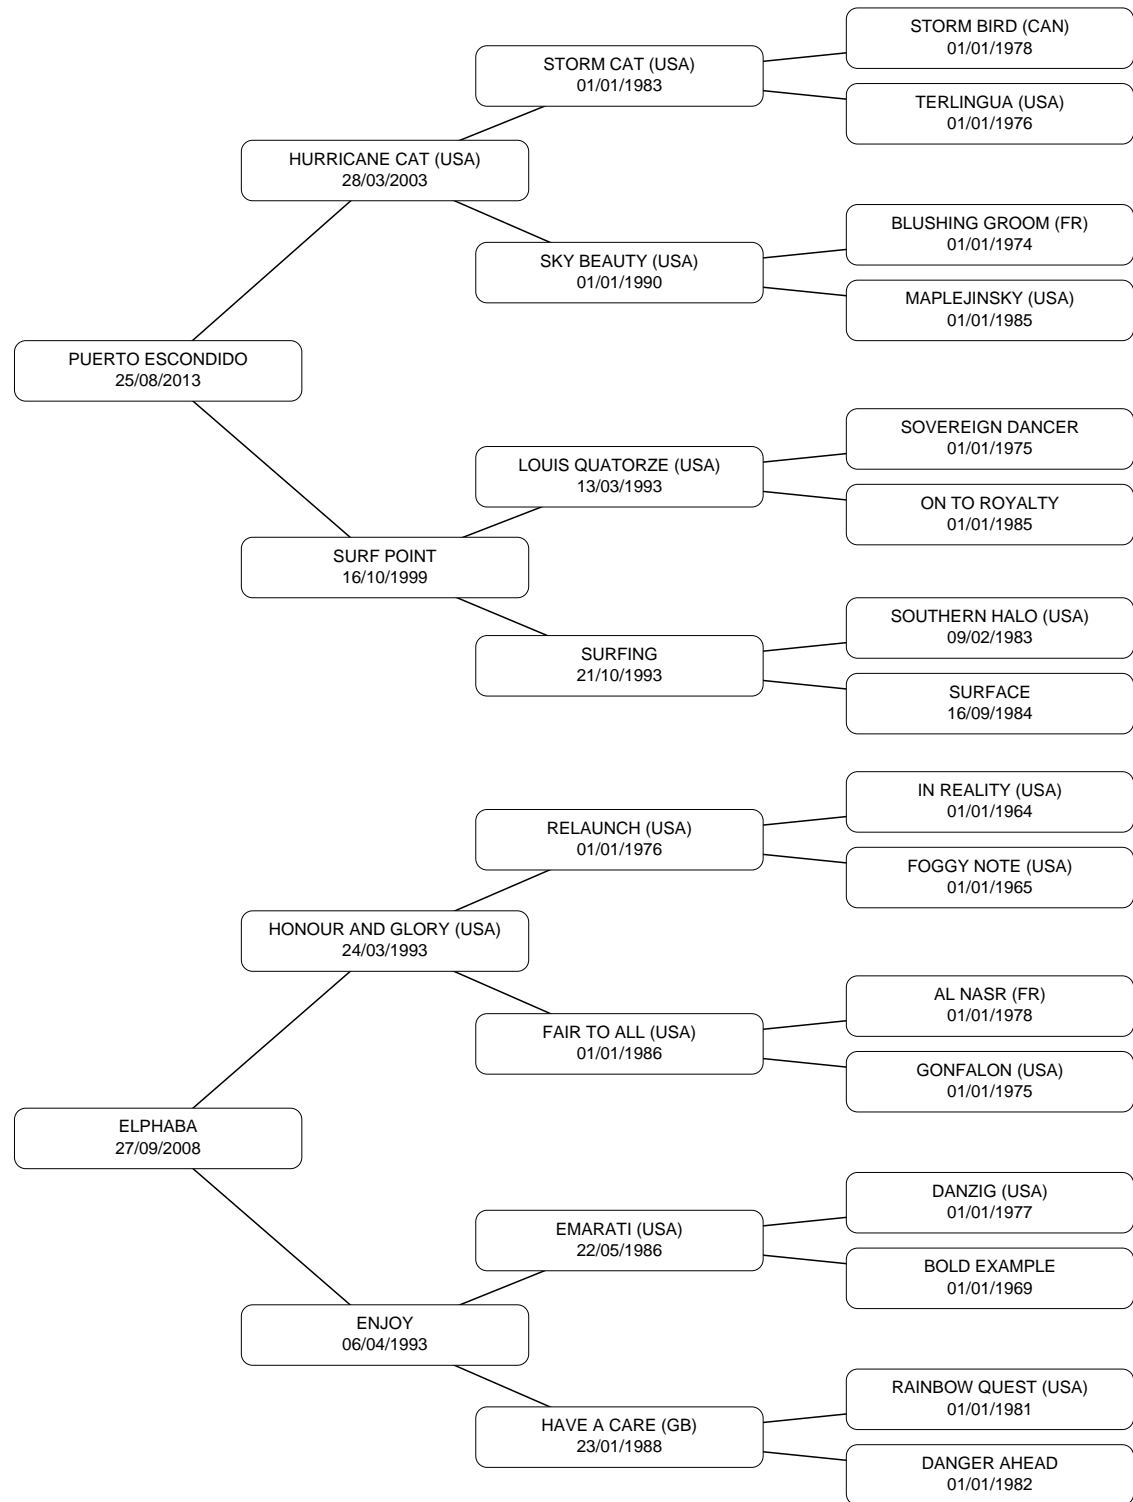 STORM BIRD (CAN)
01/01/1978
STORM CAT (USA)
01/01/1983
TERLINGUA (USA)
01/01/1976
HURRICANE CAT (USA)
28/03/2003
BLUSHING GROOM (FR)
01/01/1974
SKY BEAUTY (USA)
01/01/1990
MAPLEJINSKY (USA)
01/01/1985
PUERTO ESCONDIDO
25/08/2013
SOVEREIGN DANCER
01/01/1975
LOUIS QUATORZE (USA)
13/03/1993
ON TO ROYALTY
01/01/1985
SURF POINT
16/10/1999
SOUTHERN HALO (USA)
09/02/1983
SURFING
21/10/1993
SURFACE
16/09/1984
IN REALITY (USA)
01/01/1964
RELAUNCH (USA)
01/01/1976
FOGGY NOTE (USA)
01/01/1965
HONOUR AND GLORY (USA)
24/03/1993
AL NASR (FR)
01/01/1978
FAIR TO ALL (USA)
01/01/1986
GONFALON (USA)
01/01/1975
ELPHABA
27/09/2008
DANZIG (USA)
01/01/1977
EMARATI (USA)
22/05/1986
BOLD EXAMPLE
01/01/1969
ENJOY
06/04/1993
RAINBOW QUEST (USA)
01/01/1981
HAVE A CARE (GB)
23/01/1988
DANGER AHEAD
01/01/1982